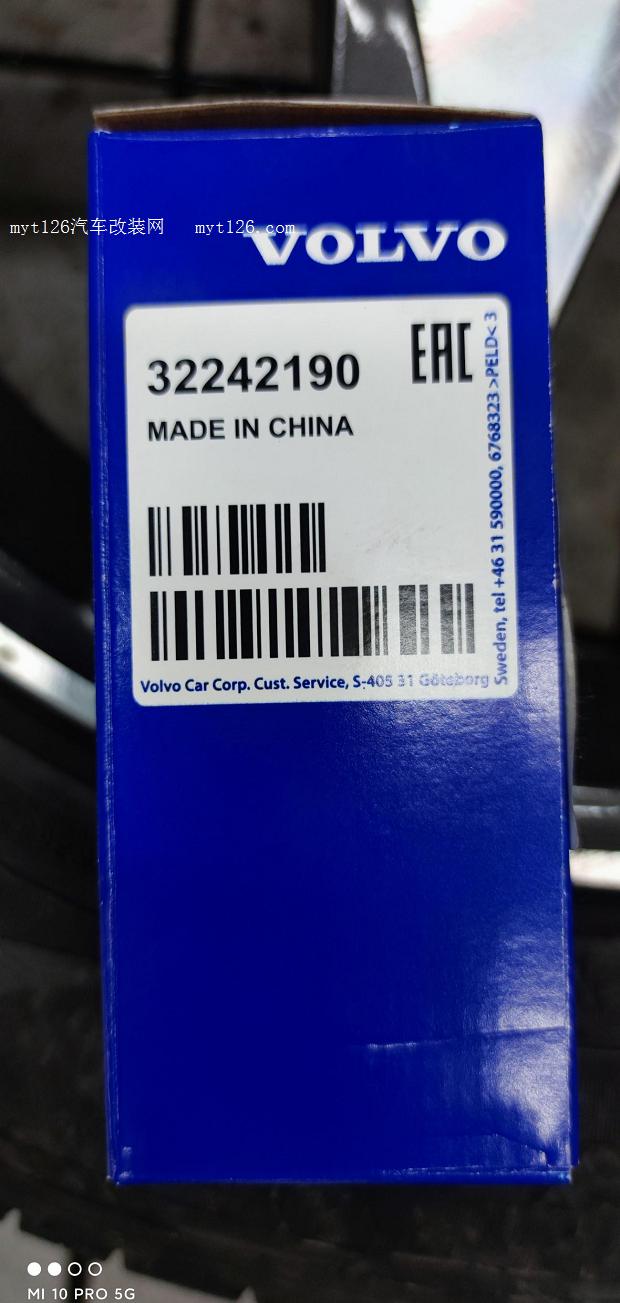 myt126汽车改装网 myt126.com
VOLVO
32242190
EAC
MADE IN CHINA
Volvo Car Corp. Cust. Service, S-405 31 Göteborg
Sweden, tel +46 31 590000, 6768323 >PELD< 3
MI 10 PRO 5G